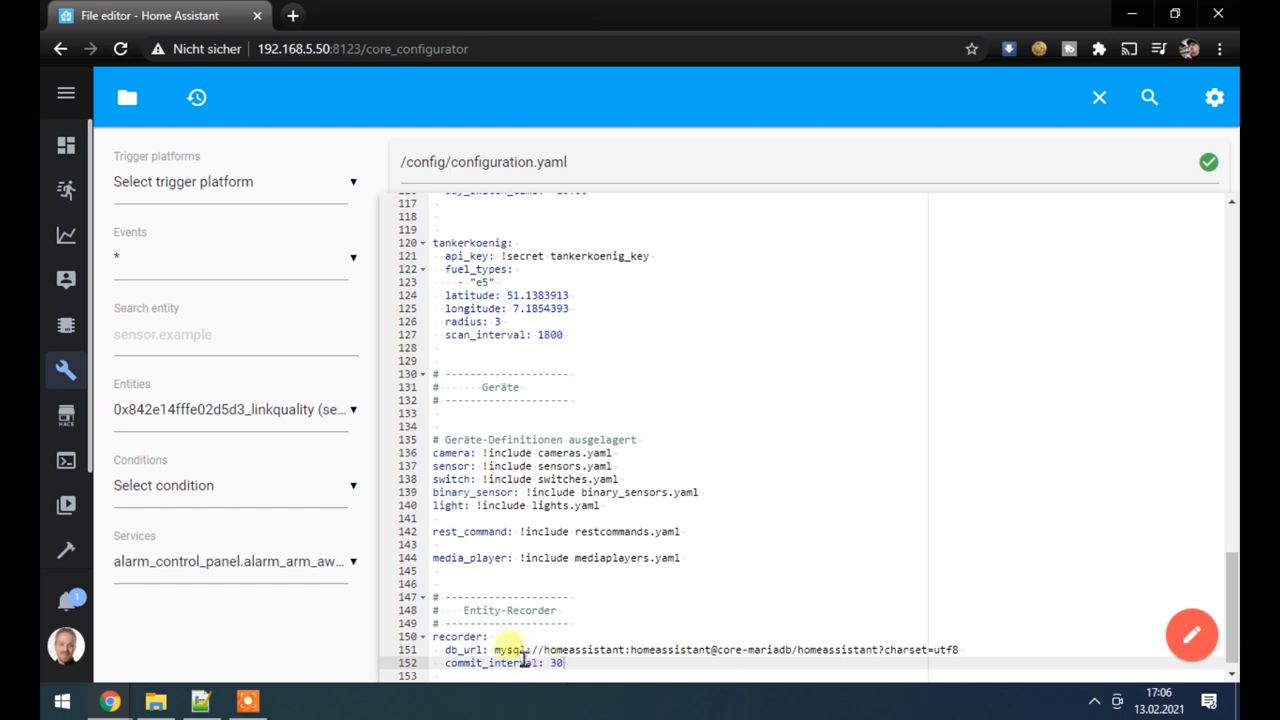 File editor - Home Assistant
Nicht sicher 192.168.5.50:8123/core_configurator
Trigger platforms
Select trigger platform
Events
*
Search entity
sensor.example
Entities
0x842e14fffe02d5d3_linkquality (se...
Conditions
Select condition
Services
alarm_control_panel.alarm_arm_aw...
HACS
1
/config/configuration.yaml
117
118
119
120 tankerkoenig:
121 api_key: !secret tankerkoenig_key
122 fuel_types:
123 - "e5"
124 latitude: 51.1383913
125 longitude: 7.1854393
126 radius: 3
127 scan_interval: 1800
128
129
130 # --------------------
131 # Geräte
132 # --------------------
133
134
135 # Geräte-Definitionen ausgelagert
136 camera: !include cameras.yaml
137 sensor: !include sensors.yaml
138 switch: !include switches.yaml
139 binary_sensor: !include binary_sensors.yaml
140 light: !include lights.yaml
141
142 rest_command: !include restcommands.yaml
143
144 media_player: !include mediaplayers.yaml
145
146
147 # --------------------
148 # Entity-Recorder
149 # --------------------
150 recorder:
151 db_url: mysql://homeassistant:homeassistant@core-mariadb/homeassistant?charset=utf8
152 commit_interval: 30
153
17:06
13.02.2021